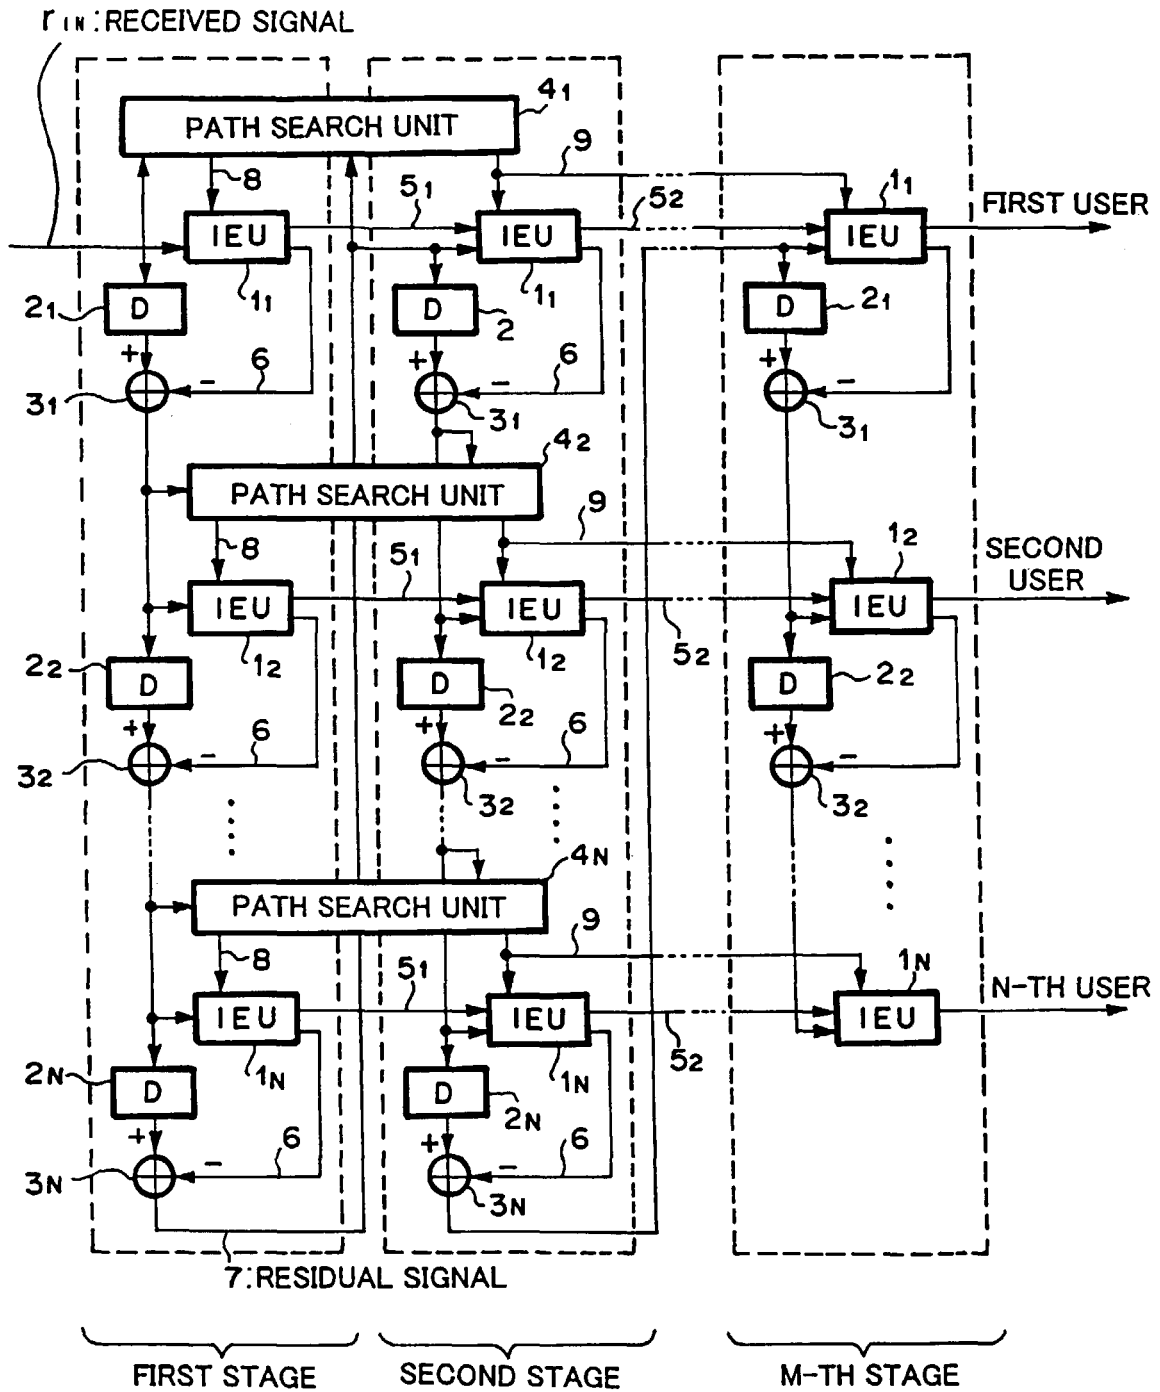 rIN:RECEIVED SIGNAL
41
PATH SEARCH UNIT
8
9
51
52
11
IEU
IEU
IEU
FIRST USER
11
11
21
D
D
2
D
21
+
6
-
+
6
-
+
-
31
31
31
42
PATH SEARCH UNIT
8
9
51
12
SECOND
USER
IEU
IEU
IEU
52
12
12
22
D
D
22
D
22
+
6
-
+
6
-
+
-
32
32
32
4N
PATH SEARCH UNIT
8
9
51
1N
N-TH USER
IEU
IEU
IEU
52
1N
1N
2N
D
D
2N
+
6
-
+
6
-
3N
3N
7:RESIDUAL SIGNAL
FIRST STAGE
SECOND STAGE
M-TH STAGE